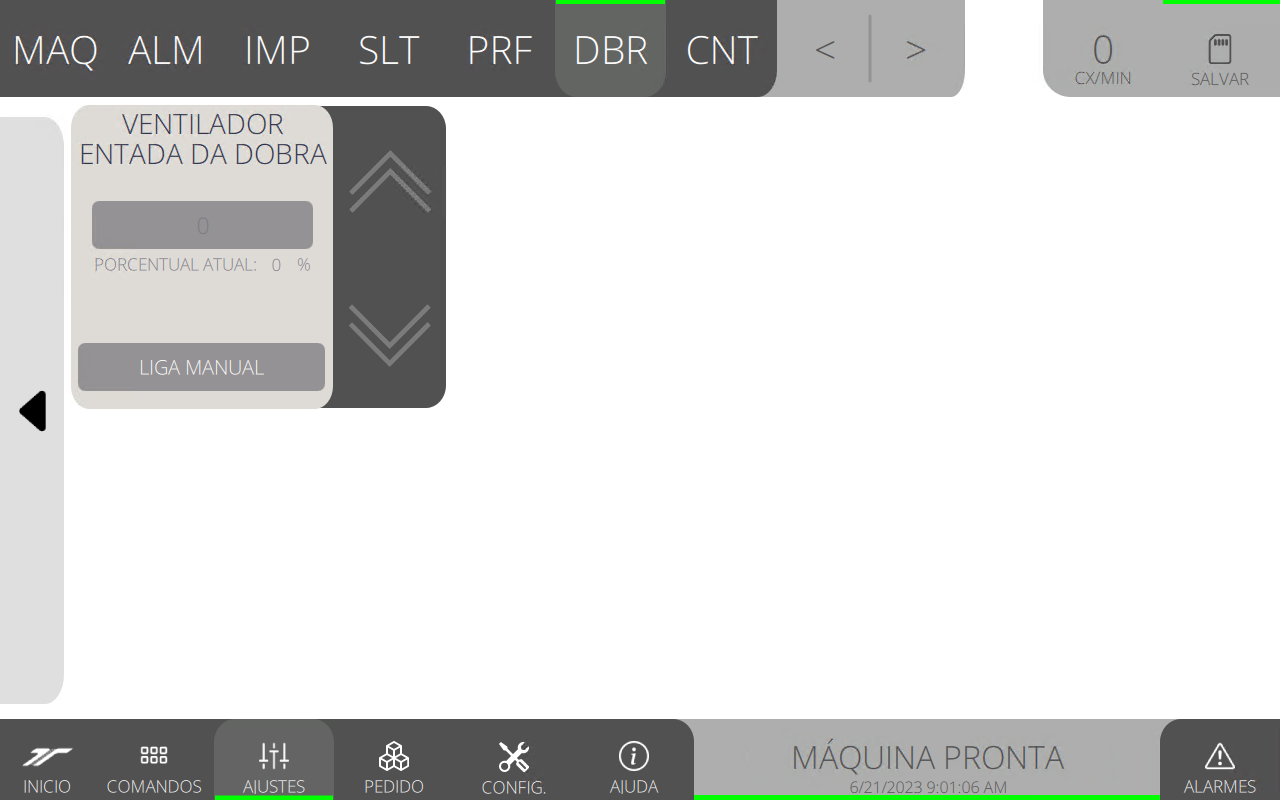 MAQ ALM IMP SLT PRF DBR CNT < > 0
CX/MIN SALVAR
VENTILADOR
ENTADA DA DOBRA
0
PORCENTUAL ATUAL: 0 %
LIGA MANUAL
MÁQUINA PRONTA
INICIO COMANDOS AJUSTES PEDIDO CONFIG. AJUDA 6/21/2023 9:01:06 AM ALARMES